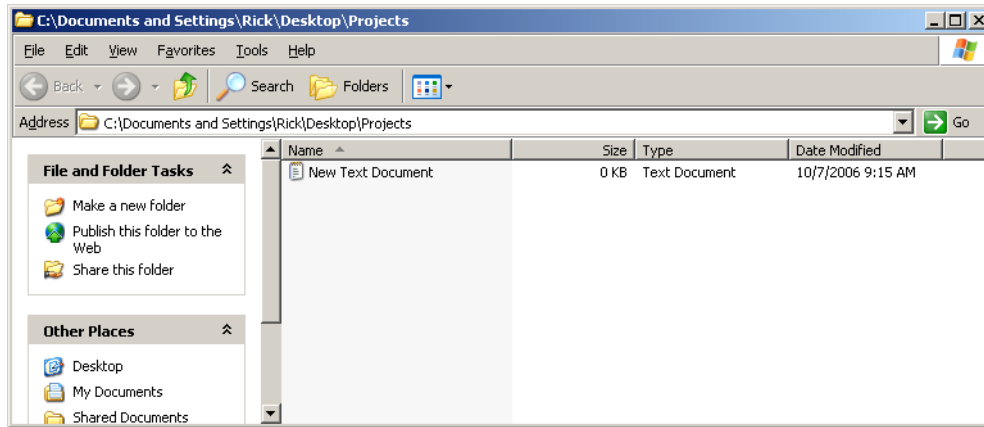 C:\Documents and Settings\Rick\Desktop\Projects
File Edit View Favorites Tools Help
Back Search Folders
Address C:\Documents and Settings\Rick\Desktop\Projects Go
File and Folder Tasks
Make a new folder
Publish this folder to the
Web
Share this folder
Other Places
Desktop
My Documents
Shared Documents
Name Size Type Date Modified
New Text Document 0 KB Text Document 10/7/2006 9:15 AM